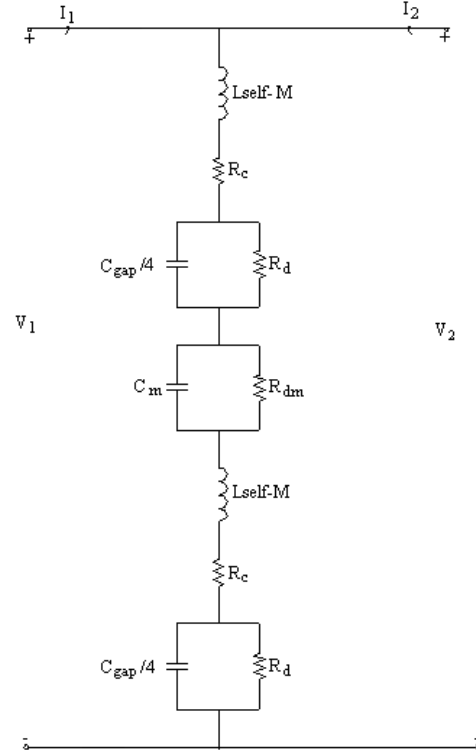 I1 I2
+ +
Lself-M
Rc
Cgap/4 Rd
V1 V2
Cm Rdm
Lself-M
Rc
Cgap/4 Rd
- -